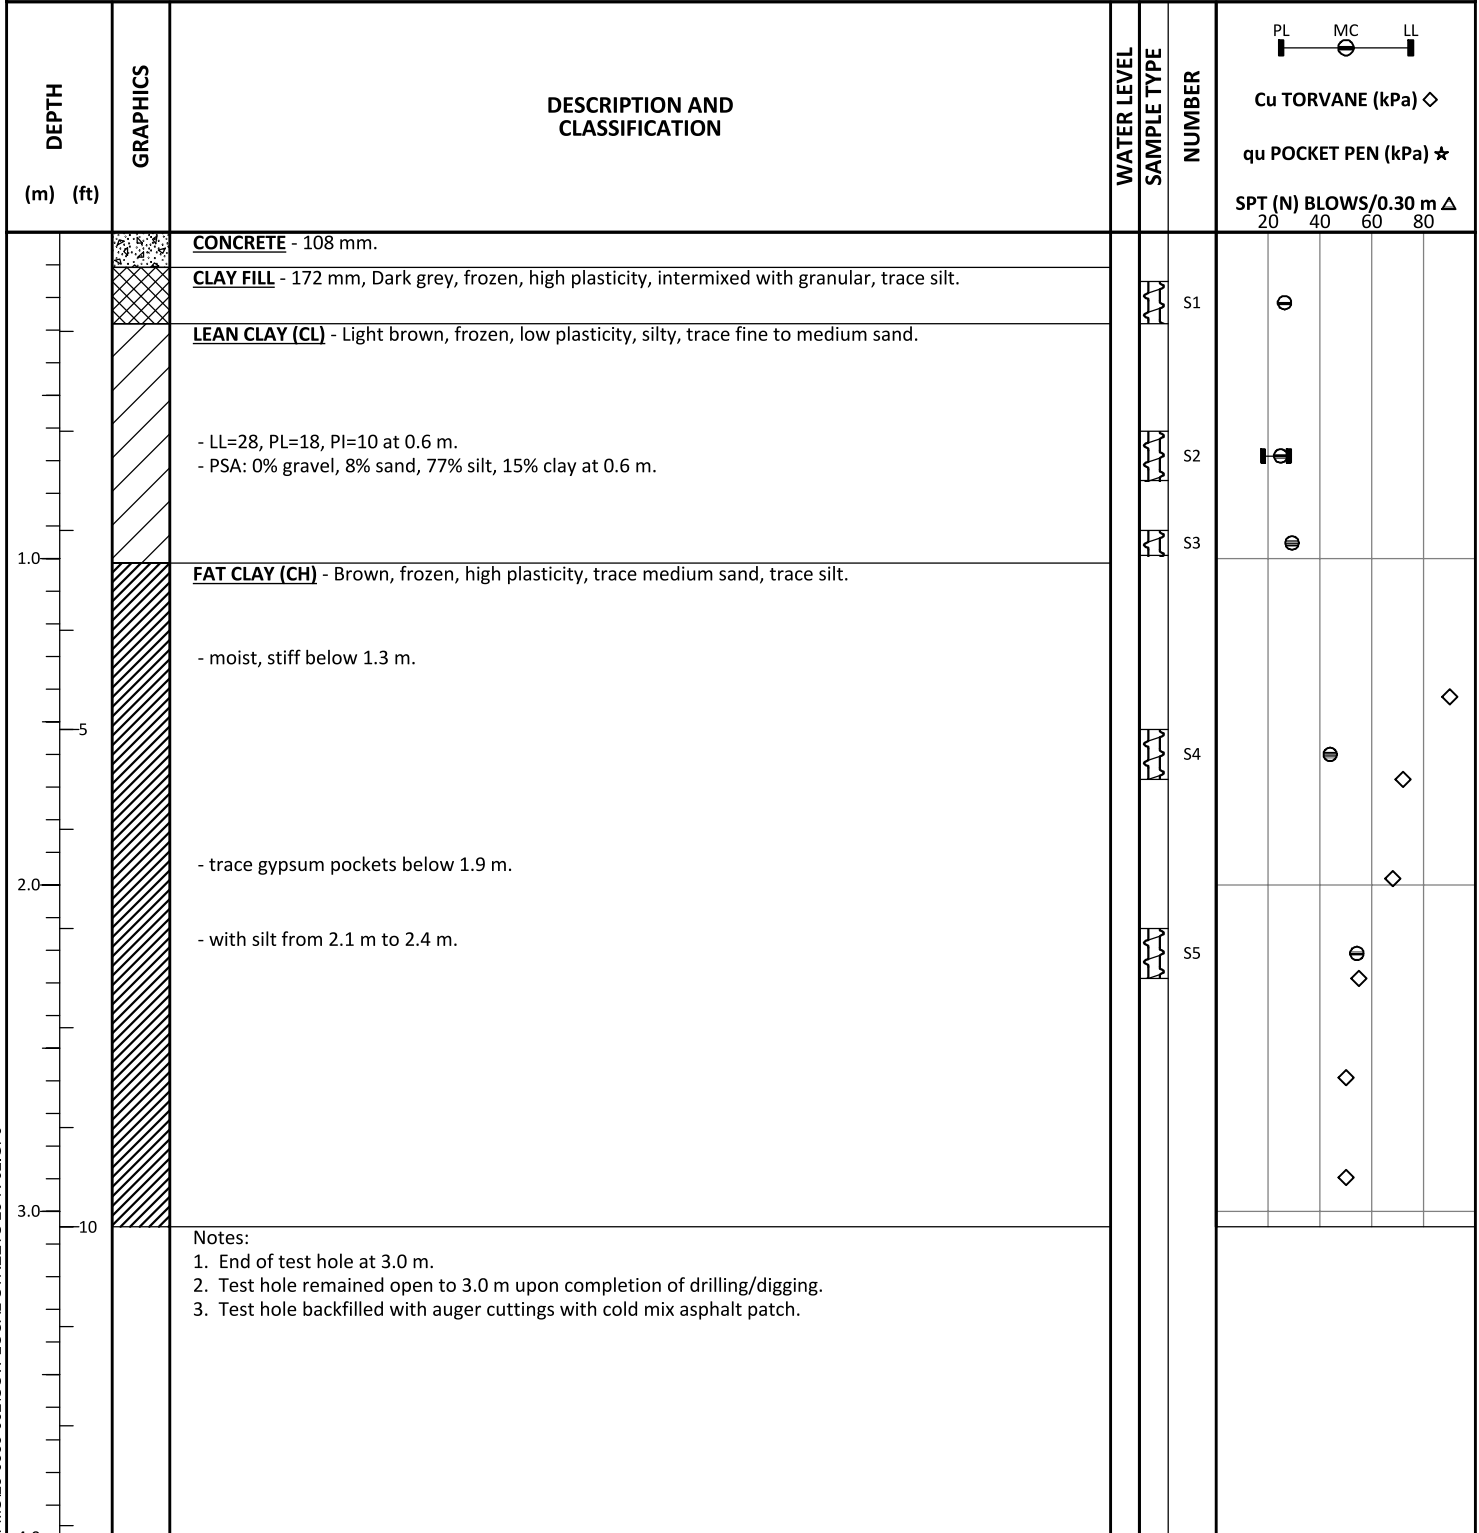 DEPTH
(m) (ft)
GRAPHICS
DESCRIPTION AND
CLASSIFICATION
WATER LEVEL
SAMPLE TYPE
NUMBER
PL MC LL
Cu TORVANE (kPa)
qu POCKET PEN (kPa)
SPT (N) BLOWS/0.30 m
20 40 60 80
CONCRETE - 108 mm.
CLAY FILL - 172 mm, Dark grey, frozen, high plasticity, intermixed with granular, trace silt.
S1
LEAN CLAY (CL) - Light brown, frozen, low plasticity, silty, trace fine to medium sand.
- LL=28, PL=18, PI=10 at 0.6 m.
S2
- PSA: 0% gravel, 8% sand, 77% silt, 15% clay at 0.6 m.
S3
1.0
FAT CLAY (CH) - Brown, frozen, high plasticity, trace medium sand, trace silt.
- moist, stiff below 1.3 m.
5
S4
- trace gypsum pockets below 1.9 m.
2.0
- with silt from 2.1 m to 2.4 m.
S5
3.0
10
Notes:
1. End of test hole at 3.0 m.
2. Test hole remained open to 3.0 m upon completion of drilling/digging.
3. Test hole backfilled with auger cuttings with cold mix asphalt patch.